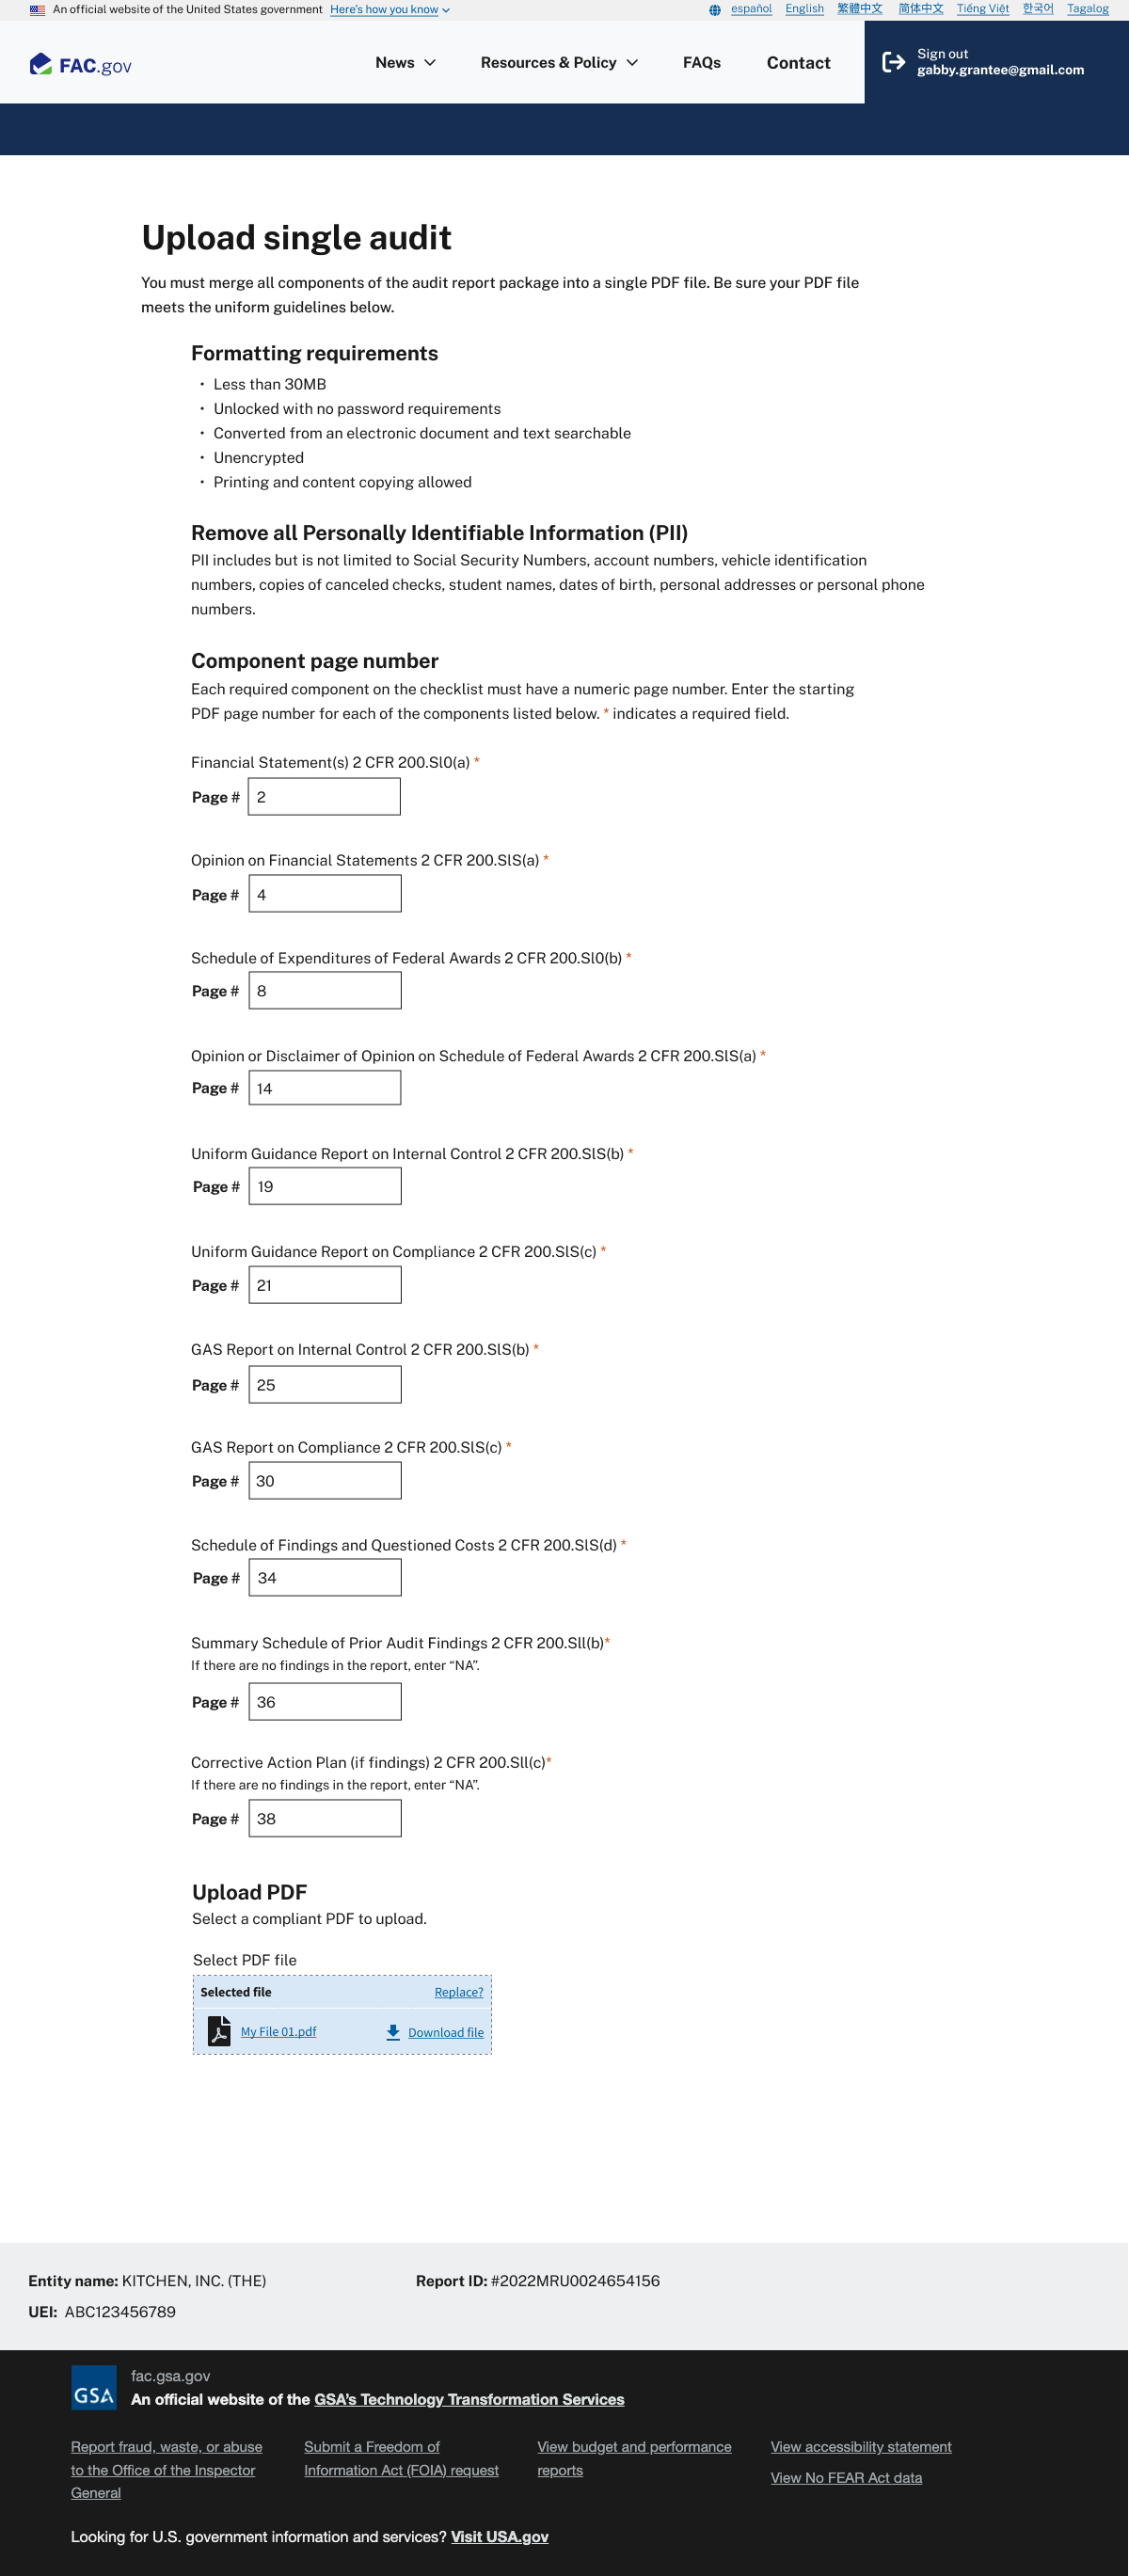 An official website of the United States government Here's how you know
español English 繁體中文 简体中文 Tiếng Việt 한국어 Tagalog
FAC.gov
News Resources & Policy FAQs Contact
Sign out
gabby.grantee@gmail.com
Upload single audit
You must merge all components of the audit report package into a single PDF file. Be sure your PDF file
meets the uniform guidelines below.
Formatting requirements
• Less than 30MB
• Unlocked with no password requirements
• Converted from an electronic document and text searchable
• Unencrypted
• Printing and content copying allowed
Remove all Personally Identifiable Information (PII)
PII includes but is not limited to Social Security Numbers, account numbers, vehicle identification
numbers, copies of canceled checks, student names, dates of birth, personal addresses or personal phone
numbers.
Component page number
Each required component on the checklist must have a numeric page number. Enter the starting
PDF page number for each of the components listed below. * indicates a required field.
Financial Statement(s) 2 CFR 200.Sl0(a) *
Page # 2
Opinion on Financial Statements 2 CFR 200.SlS(a) *
Page # 4
Schedule of Expenditures of Federal Awards 2 CFR 200.Sl0(b) *
Page # 8
Opinion or Disclaimer of Opinion on Schedule of Federal Awards 2 CFR 200.SlS(a) *
Page # 14
Uniform Guidance Report on Internal Control 2 CFR 200.SlS(b) *
Page # 19
Uniform Guidance Report on Compliance 2 CFR 200.SlS(c) *
Page # 21
GAS Report on Internal Control 2 CFR 200.SlS(b) *
Page # 25
GAS Report on Compliance 2 CFR 200.SlS(c) *
Page # 30
Schedule of Findings and Questioned Costs 2 CFR 200.SlS(d) *
Page # 34
Summary Schedule of Prior Audit Findings 2 CFR 200.Sll(b)*
If there are no findings in the report, enter “NA”.
Page # 36
Corrective Action Plan (if findings) 2 CFR 200.Sll(c)*
If there are no findings in the report, enter “NA”.
Page # 38
Upload PDF
Select a compliant PDF to upload.
Select PDF file
Selected file Replace?
My File 01.pdf Download file
Entity name: KITCHEN, INC. (THE) Report ID: #2022MRU0024654156
UEI: ABC123456789
GSA
fac.gsa.gov
An official website of the GSA’s Technology Transformation Services
Report fraud, waste, or abuse
to the Office of the Inspector
General
Submit a Freedom of
Information Act (FOIA) request
View budget and performance
reports
View accessibility statement
View No FEAR Act data
Looking for U.S. government information and services? Visit USA.gov